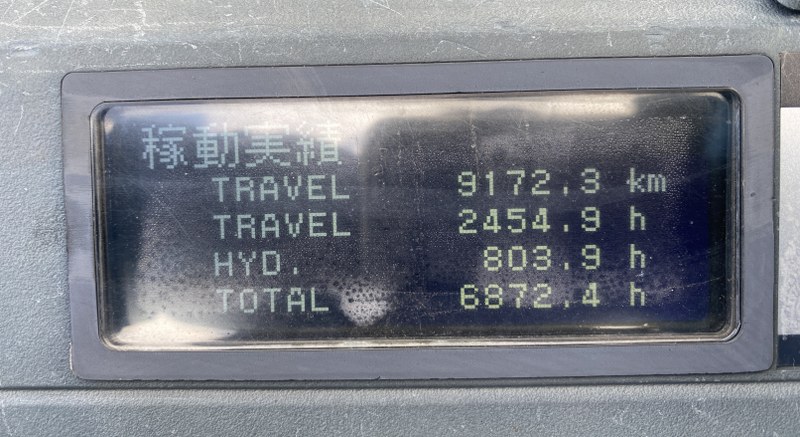 稼動実績
TRAVEL 9172.3 km
TRAVEL 2454.9 h
HYD. 803.9 h
TOTAL 6872.4 h